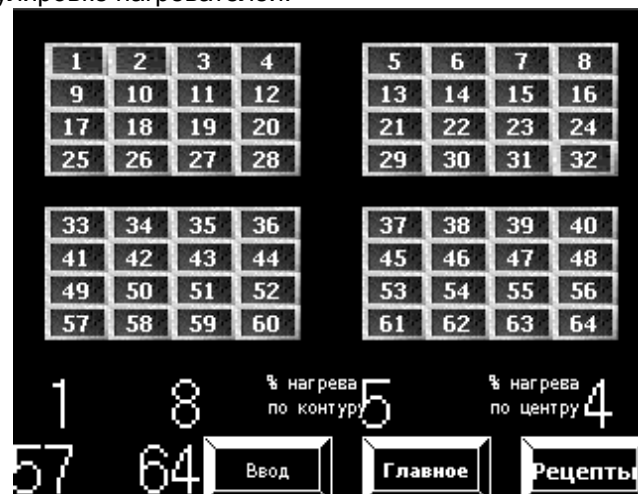 улировке нагревателей.
1 2 3 4 5 6 7 8
9 10 11 12 13 14 15 16
17 18 19 20 21 22 23 24
25 26 27 28 29 30 31 32
33 34 35 36 37 38 39 40
41 42 43 44 45 46 47 48
49 50 51 52 53 54 55 56
57 58 59 60 61 62 63 64
1 8 % нагрева по контуру 5 % нагрева по центру 4
57 64 Ввод Главное Рецепты